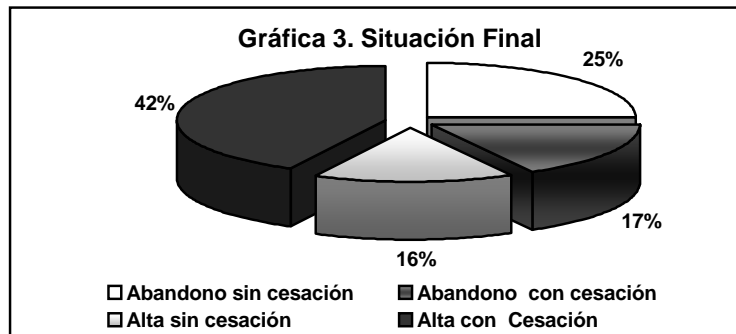 Gráfica 3. Situación Final
25%
42%
17%
16%
Abandono sin cesación
Abandono con cesación
Alta sin cesación
Alta con Cesación